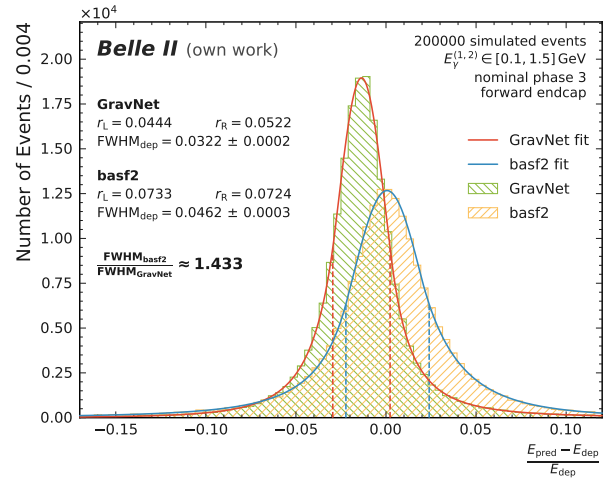 ×10⁴
Belle II (own work)
200000 simulated events
E_γ^(1, 2) ∈ [0.1, 1.5] GeV
nominal phase 3
forward endcap
GravNet
r_L = 0.0444 r_R = 0.0522
FWHM_dep = 0.0322 ± 0.0002
basf2
r_L = 0.0733 r_R = 0.0724
FWHM_dep = 0.0462 ± 0.0003
FWHM_basf2
FWHM_GravNet
≈ 1.433
GravNet fit
basf2 fit
GravNet
basf2
Number of Events / 0.004
2.00
1.75
1.50
1.25
1.00
0.75
0.50
0.25
0.00
−0.15 −0.10 −0.05 0.00 0.05 0.10
E_pred − E_dep
E_dep